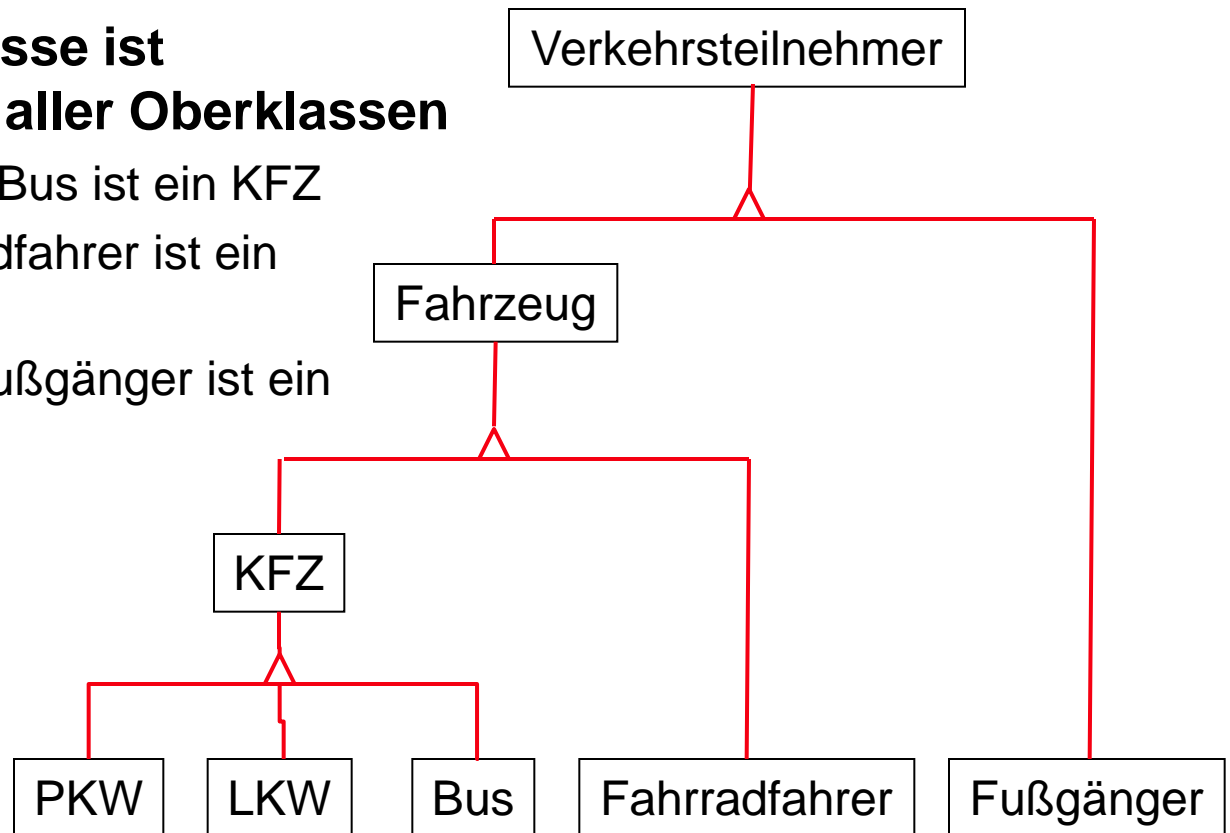 sse ist
aller Oberklassen
Bus ist ein KFZ
dfahrer ist ein
ußgänger ist ein
Verkehrsteilnehmer
Fahrzeug
KFZ
PKW LKW Bus Fahrradfahrer Fußgänger